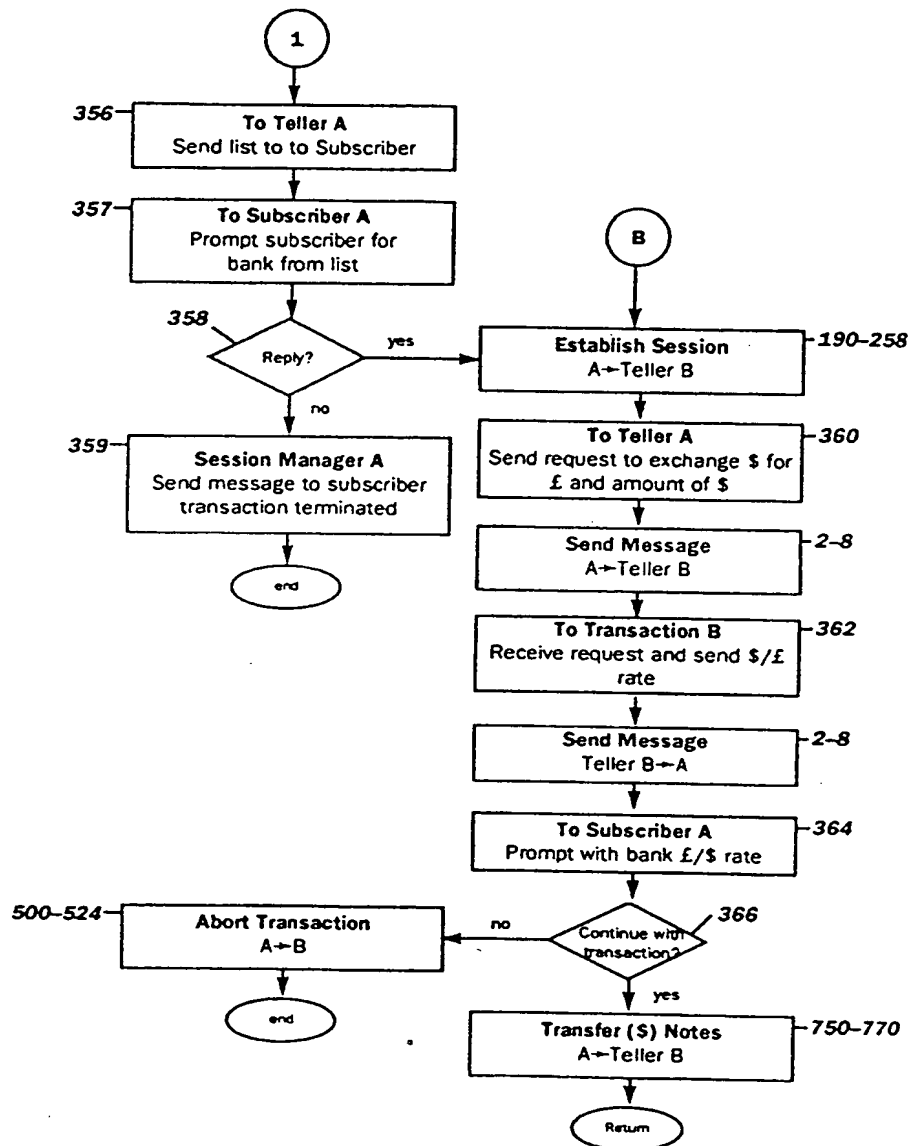 1
356
To Teller A
Send list to to Subscriber
357
To Subscriber A
Prompt subscriber for
bank from list
B
358
Reply?
yes
no
Establish Session
A→Teller B
190–258
359
Session Manager A
Send message to subscriber
transaction terminated
end
To Teller A
Send request to exchange $ for
£ and amount of $
360
Send Message
A→Teller B
2–8
To Transaction B
Receive request and send $/£
rate
362
Send Message
Teller B→A
2–8
To Subscriber A
Prompt with bank £/$ rate
364
366
Continue with
transaction?
no
yes
500–524
Abort Transaction
A→B
end
Transfer ($) Notes
A→Teller B
750–770
Return